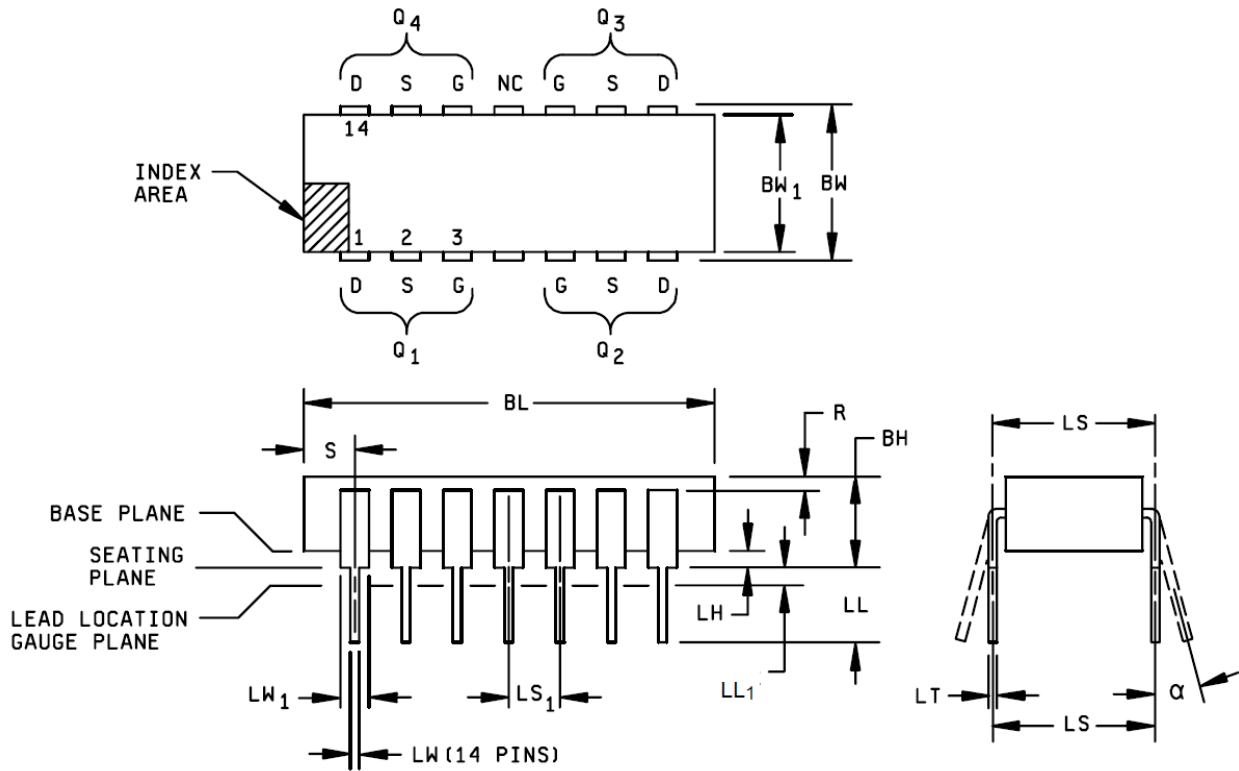 Q4 Q3
D S G NC G S D
14
INDEX
AREA
BW1 BW
1 2 3
D S G G S D
Q1 Q2
BL
R
BH
LS
S
BASE PLANE
SEATING
PLANE
LEAD LOCATION
GAUGE PLANE
LH
LL
LL1
LW1
LS1
LT
α
LS
LW (14 PINS)